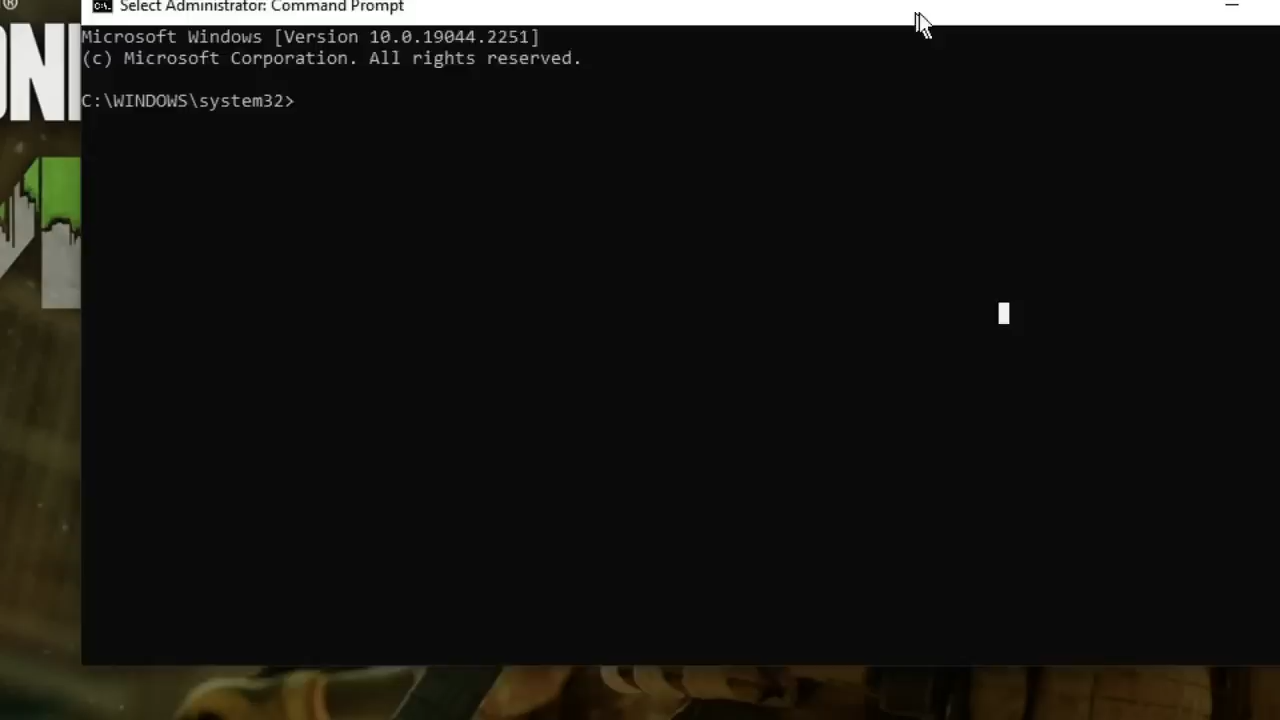 ®
Select Administrator: Command Prompt
Microsoft Windows [Version 10.0.19044.2251]
(c) Microsoft Corporation. All rights reserved.
C:\WINDOWS\system32>